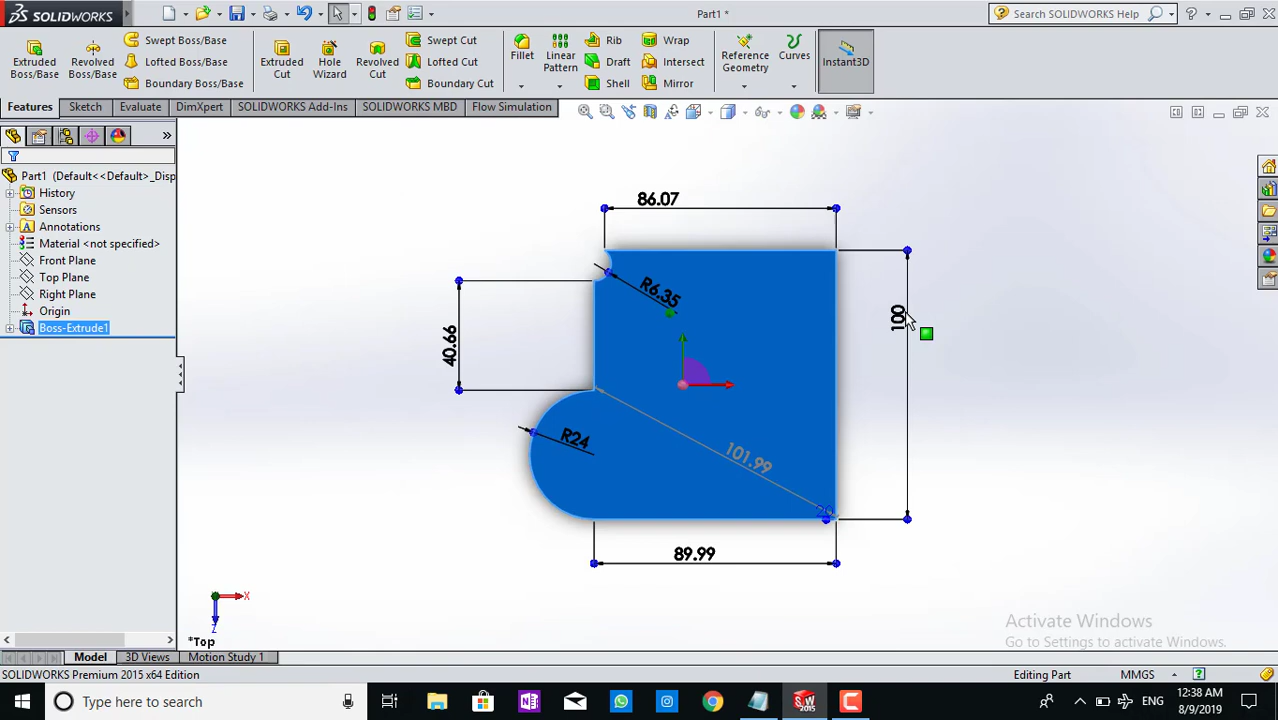 SOLIDWORKS
Part1 *
Search SOLIDWORKS Help
Extruded Boss/Base
Revolved Boss/Base
Swept Boss/Base
Lofted Boss/Base
Boundary Boss/Base
Extruded Cut
Hole Wizard
Revolved Cut
Swept Cut
Lofted Cut
Boundary Cut
Fillet
Linear Pattern
Rib
Draft
Shell
Wrap
Intersect
Mirror
Reference Geometry
Curves
Instant3D
Features Sketch Evaluate DimXpert SOLIDWORKS Add-Ins SOLIDWORKS MBD Flow Simulation
Part1 (Default<<Default>_Disp
History
Sensors
Annotations
Material <not specified>
Front Plane
Top Plane
Right Plane
Origin
Boss-Extrude1
86.07
R6.35
100
40.66
R24
101.99
20
89.99
X
Z
*Top
Activate Windows
Go to Settings to activate Windows.
Model 3D Views Motion Study 1
SOLIDWORKS Premium 2015 x64 Edition
Editing Part
MMGS
Type here to search
ENG
12:38 AM
8/9/2019